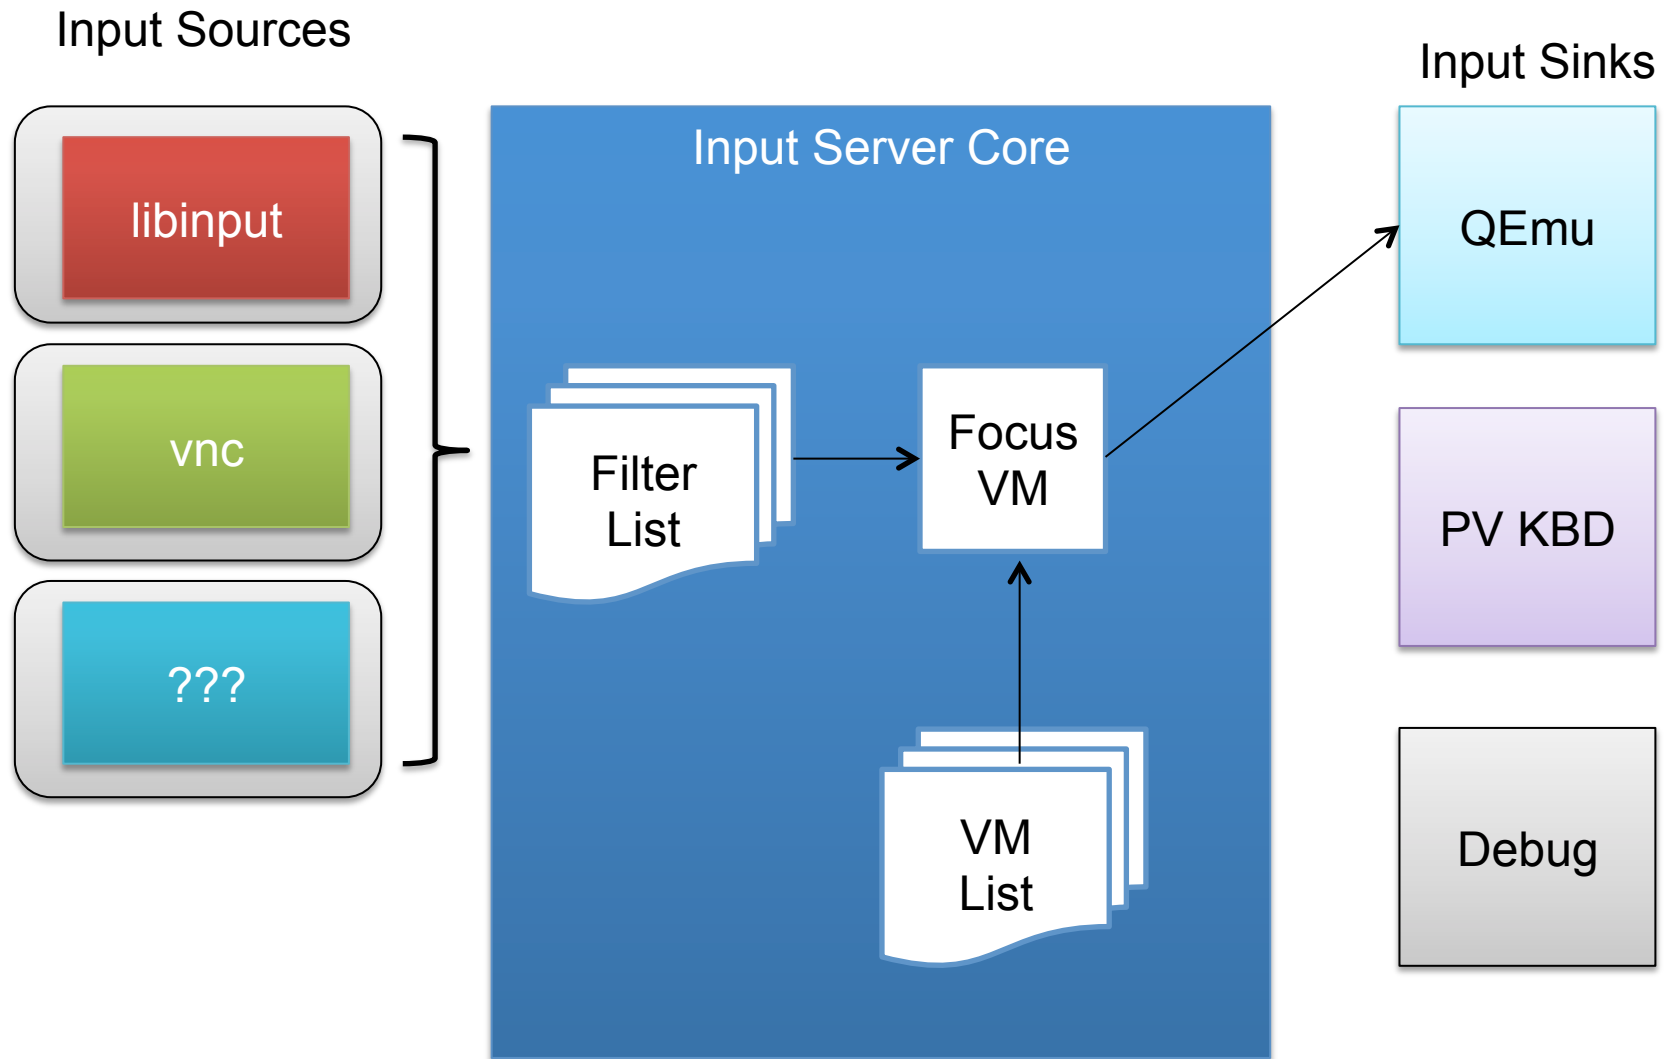 Input Sources
Input Sinks
libinput
vnc
???
Input Server Core
Filter
List
Focus
VM
VM
List
QEmu
PV KBD
Debug